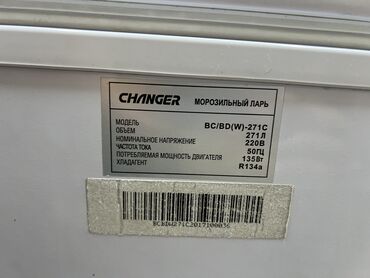 CHANGER МОРОЗИЛЬНЫЙ ЛАРЬ
МОДЕЛЬ BC/BD(W)-271C
ОБЪЕМ 271Л
НОМИНАЛЬНОЕ НАПРЯЖЕНИЕ 220В
ЧАСТОТА ТОКА 50ГЦ
ПОТРЕБЛЯЕМАЯ МОЩНОСТЬ ДВИГАТЕЛЯ 135Вт
ХЛАДАГЕНТ R134a
BCBDW271C2017100036